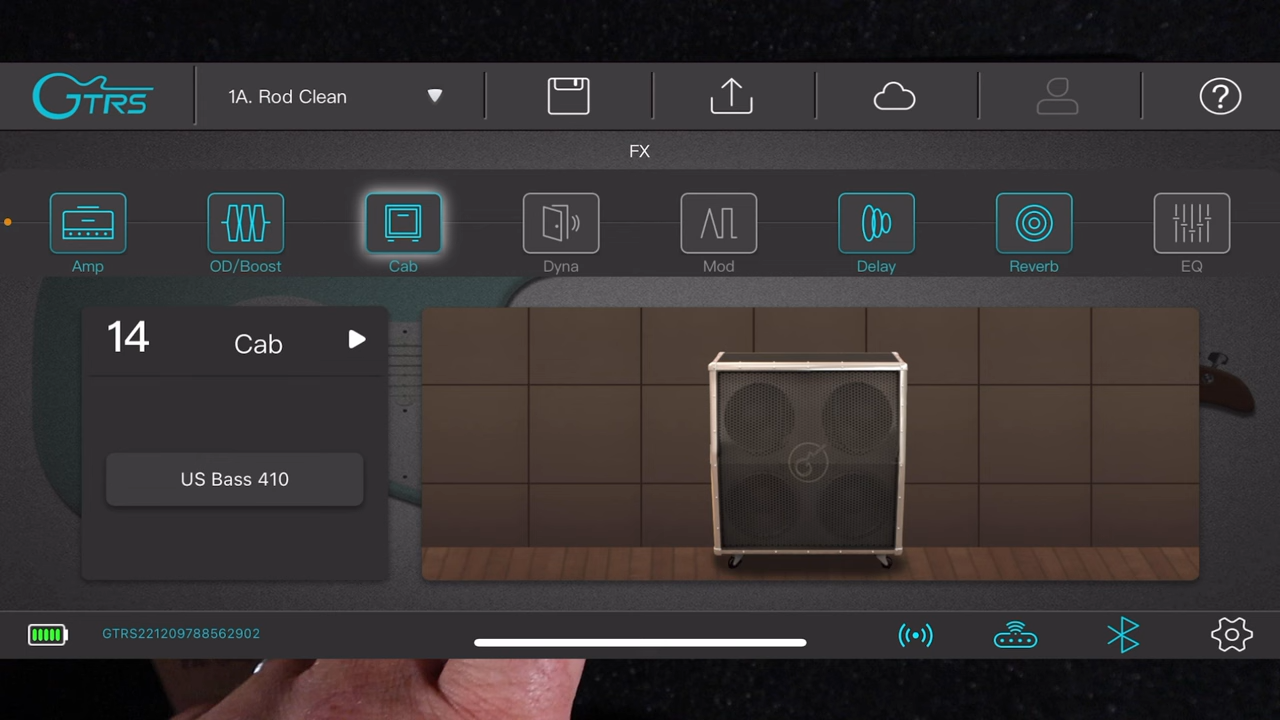 GTRS
1A. Rod Clean
?
FX
Amp
OD/Boost
Cab
Dyna
Mod
Delay
Reverb
EQ
14
Cab
US Bass 410
GTRS221209788562902